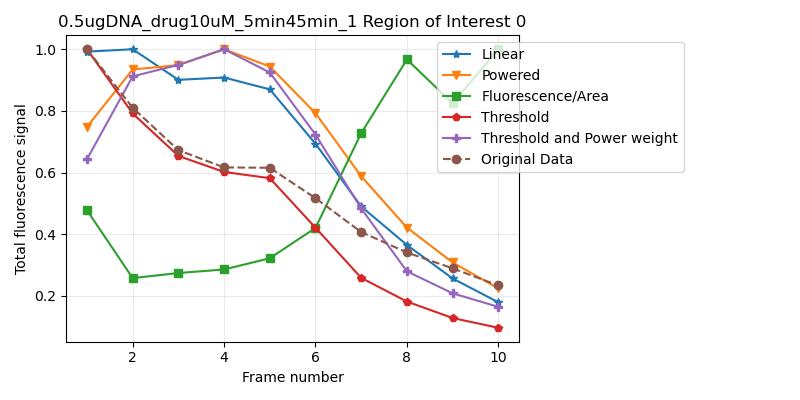 0.5ugDNA_drug10uM_5min45min_1 Region of Interest 0
Total fluorescence signal
1.0
0.8
0.6
0.4
0.2
2
4
6
8
10
Frame number
Linear
Powered
Fluorescence/Area
Threshold
Threshold and Power weight
Original Data